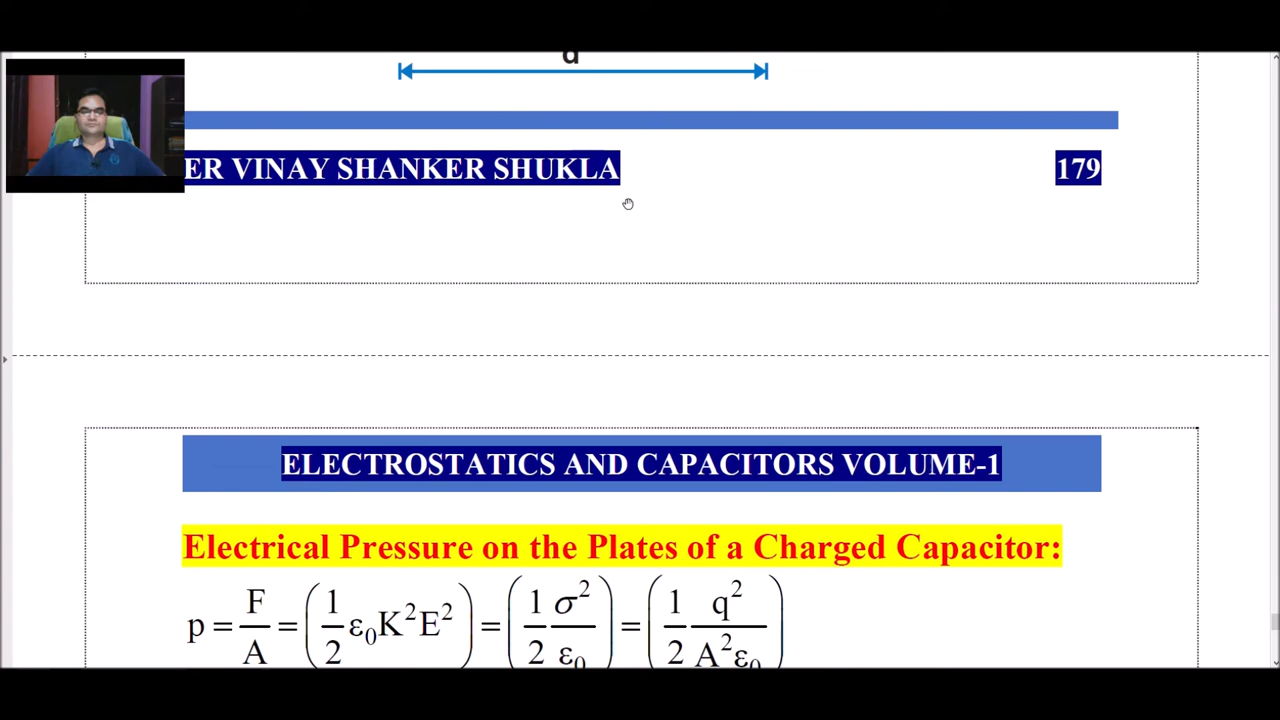 d
ER VINAY SHANKER SHUKLA
179
ELECTROSTATICS AND CAPACITORS VOLUME-1
Electrical Pressure on the Plates of a Charged Capacitor:
p = F/A = (1/2 ε₀K²E²) = (1/2 σ²/ε₀) = (1/2 q²/A²ε₀)